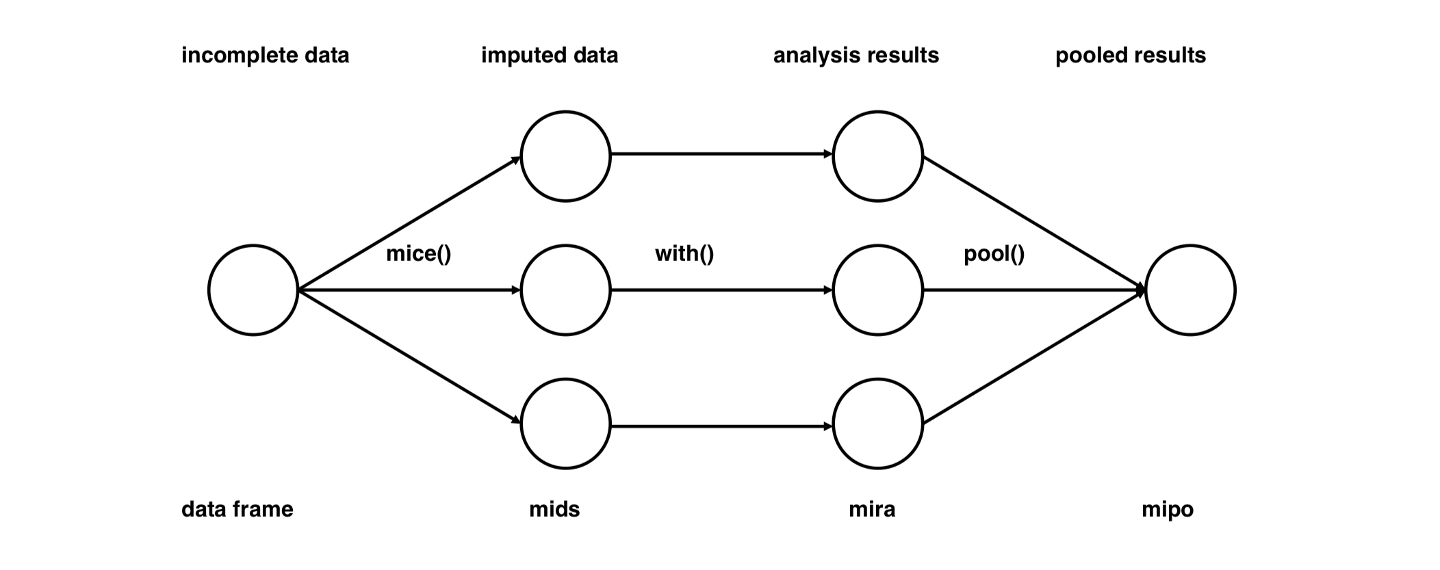 incomplete data
imputed data
analysis results
pooled results
mice()
with()
pool()
data frame
mids
mira
mipo